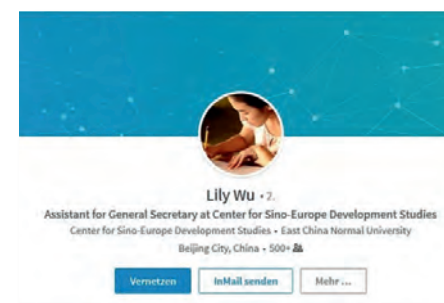 Lily Wu • 2.
Assistant for General Secretary at Center for Sino-Europe Development Studies
Center for Sino-Europe Development Studies • East China Normal University
Beijing City, China • 500+
Vernetzen InMail senden Mehr ...